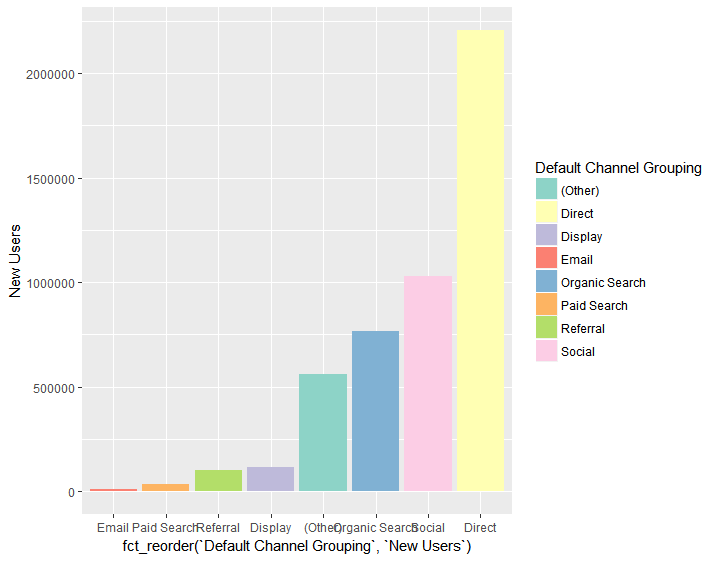 New Users
2000000
1500000
1000000
500000
0
Email Paid Search Referral Display (Other) Organic Search Social Direct
fct_reorder(`Default Channel Grouping`, `New Users`)
Default Channel Grouping
(Other)
Direct
Display
Email
Organic Search
Paid Search
Referral
Social